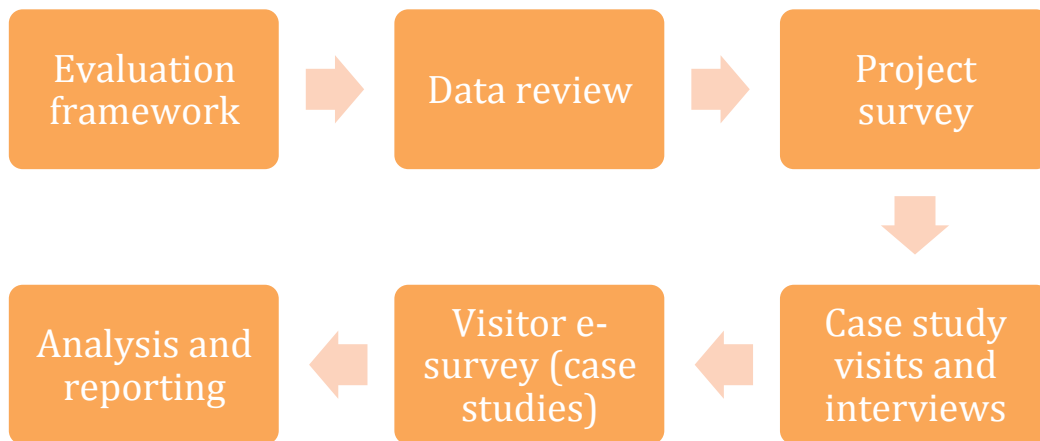 Evaluation
framework
Data review
Project
survey
Case study
visits and
interviews
Visitor e-
survey (case
studies)
Analysis and
reporting